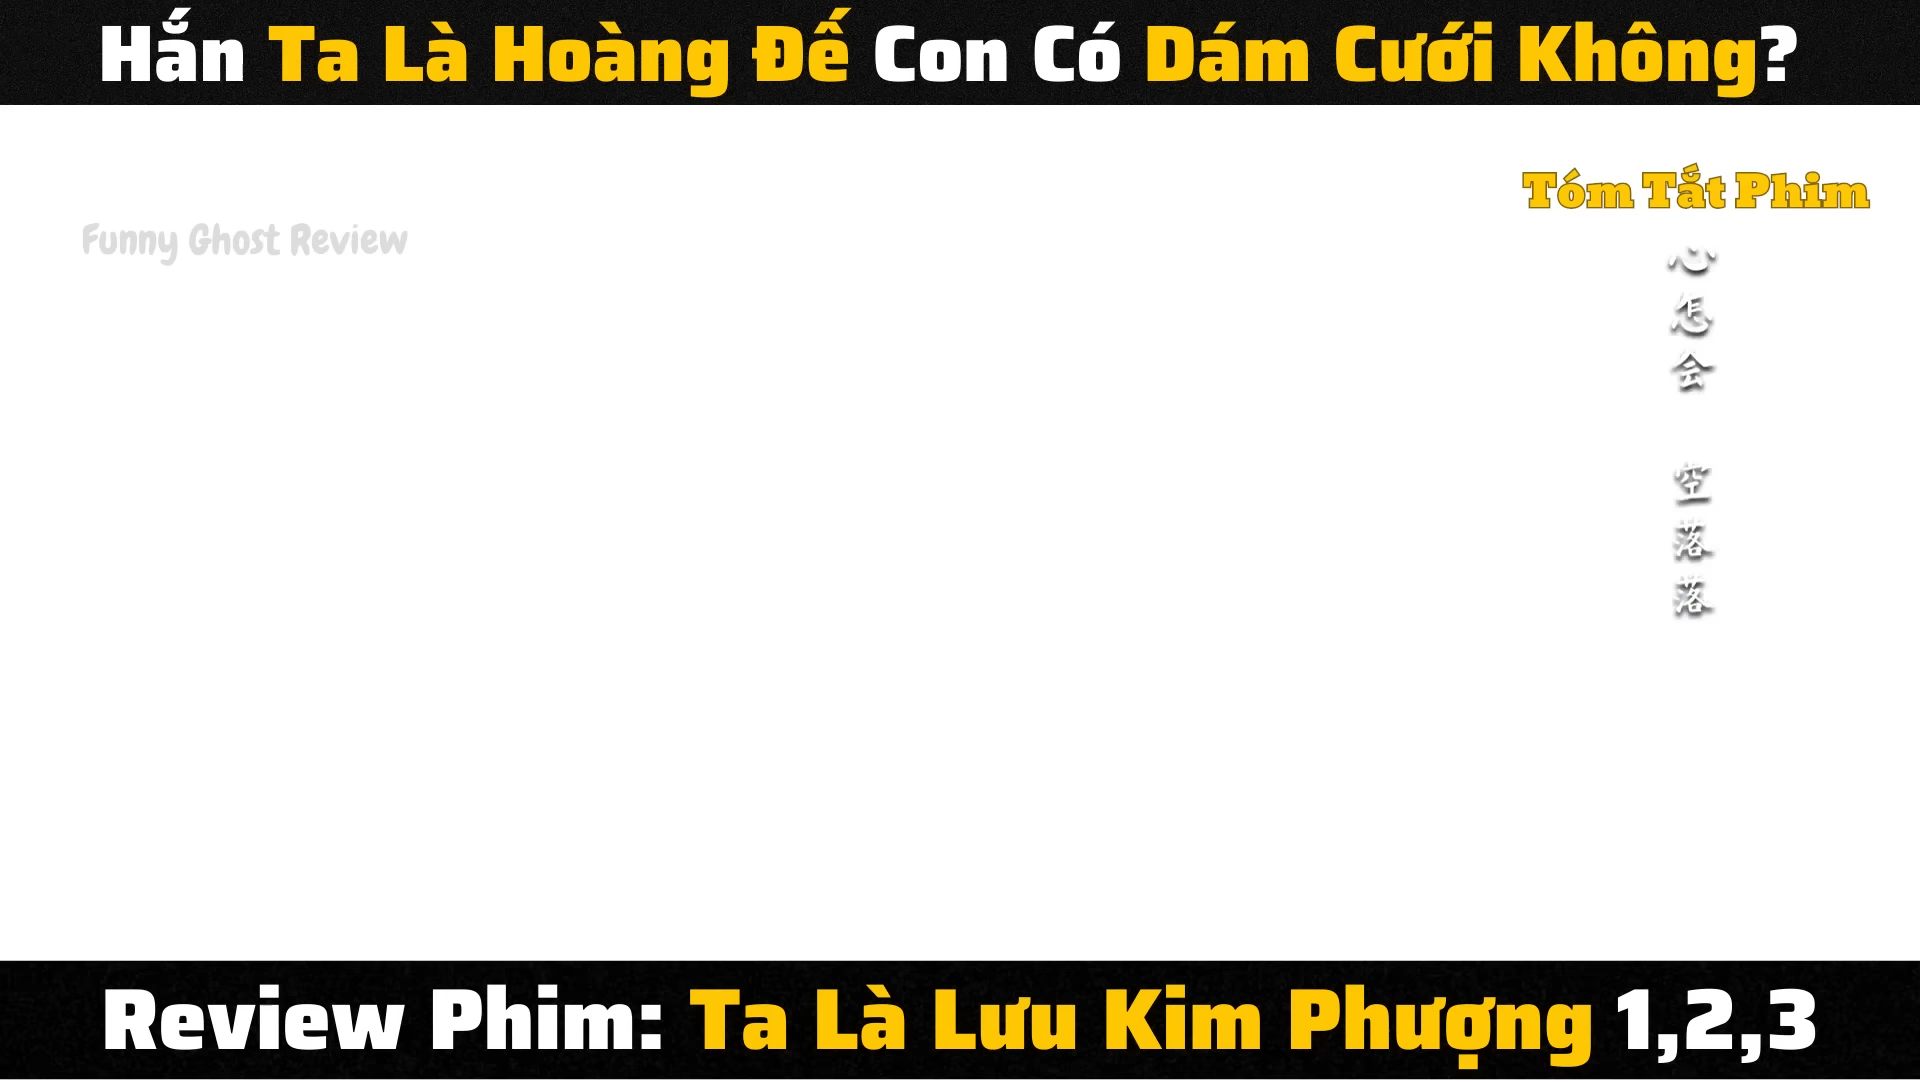 Hắn Ta Là Hoàng Đế Con Có Dám Cưới Không?
Tóm Tắt Phim
Funny Ghost Review
心怎会 空落落
Review Phim: Ta Là Lưu Kim Phượng 1,2,3